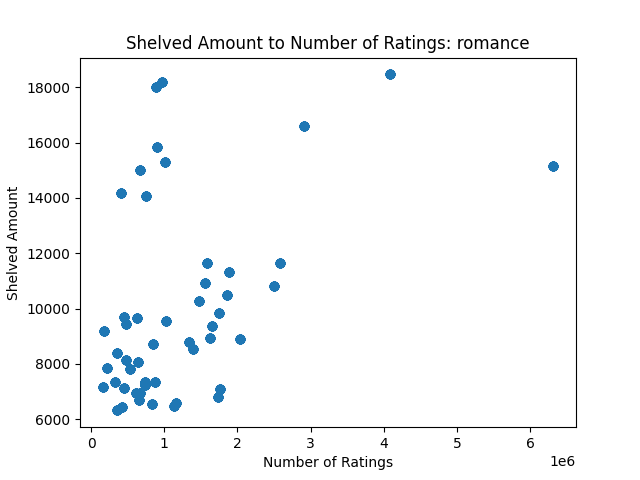 Shelved Amount to Number of Ratings: romance
18000
16000
14000
12000
10000
8000
6000
Shelved Amount
0 1 2 3 4 5 6
1e6
Number of Ratings